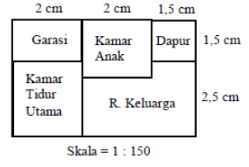 2 cm 2 cm 1,5 cm
Garasi
Kamar
Anak
Dapur
1,5 cm
Kamar
Tidur
Utama
R. Keluarga
2,5 cm
Skala = 1 : 150